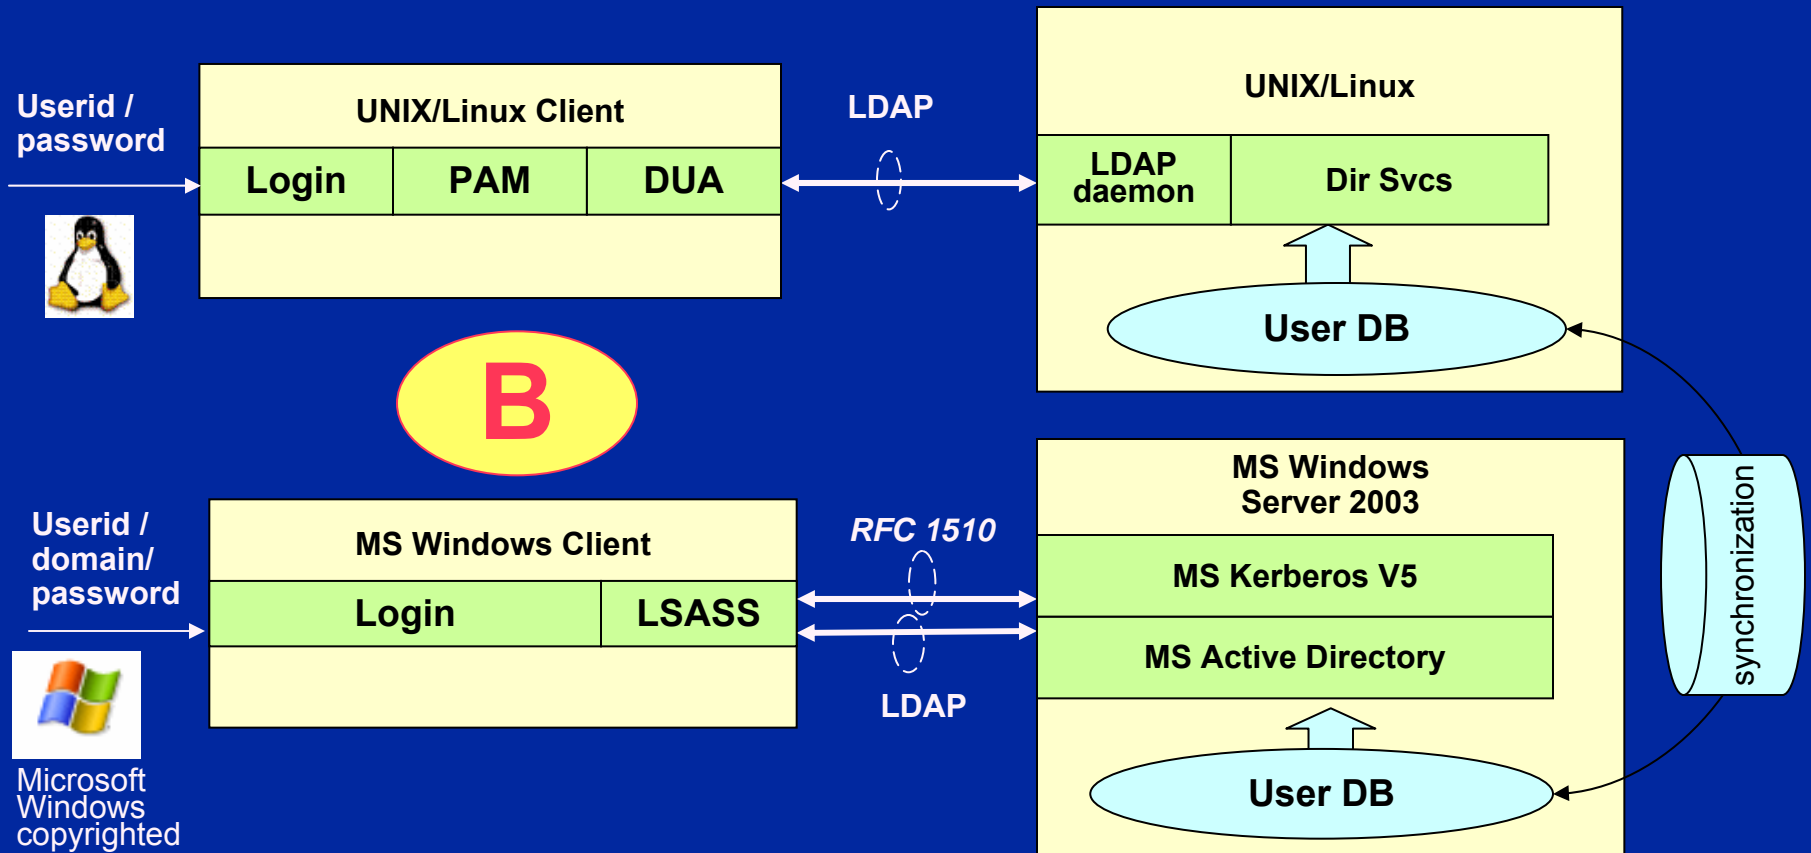 Userid /
password
UNIX/Linux Client
Login
PAM
DUA
LDAP
UNIX/Linux
LDAP
daemon
Dir Svcs
User DB
B
Userid /
domain/
password
MS Windows Client
Login
LSASS
RFC 1510
LDAP
MS Windows
Server 2003
MS Kerberos V5
MS Active Directory
User DB
synchronization
Microsoft
Windows
copyrighted